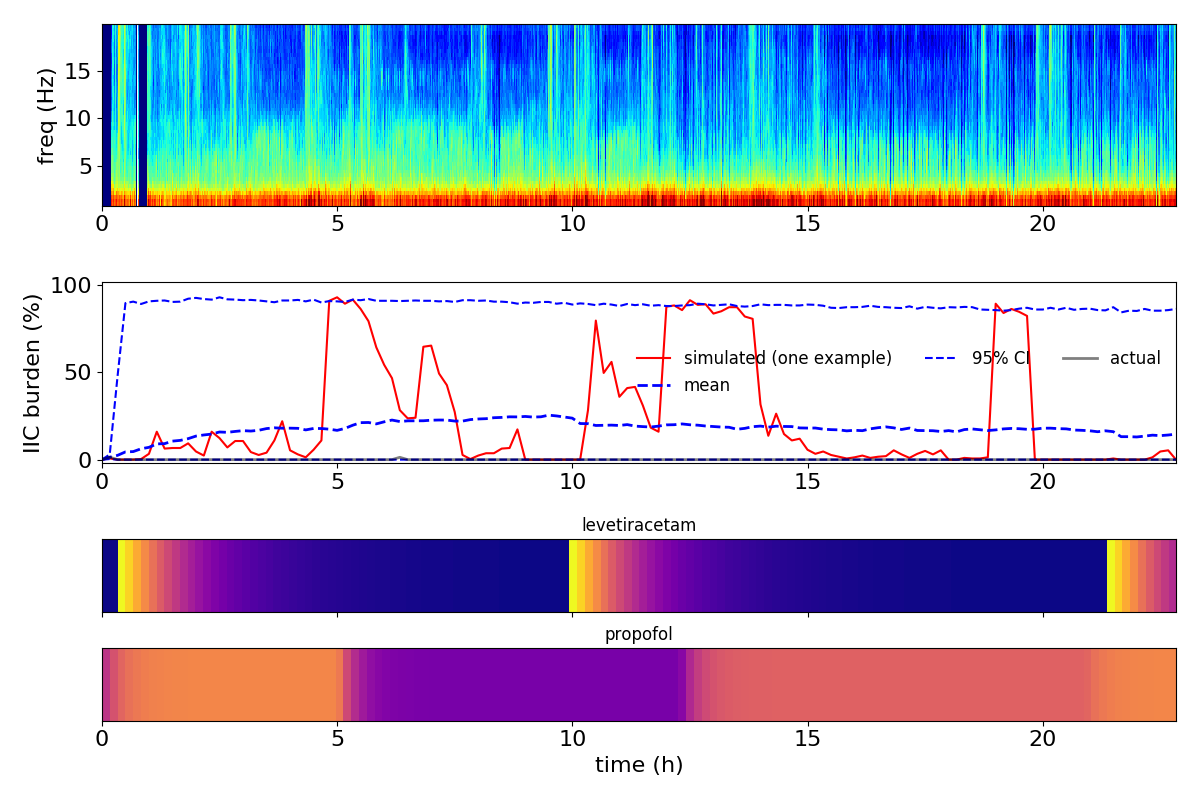 freq (Hz)
15
10
5
0 5 10 15 20
IIC burden (%)
100
50
0
simulated (one example) 95% CI actual
mean
0 5 10 15 20
levetiracetam
propofol
0 5 10 15 20
time (h)